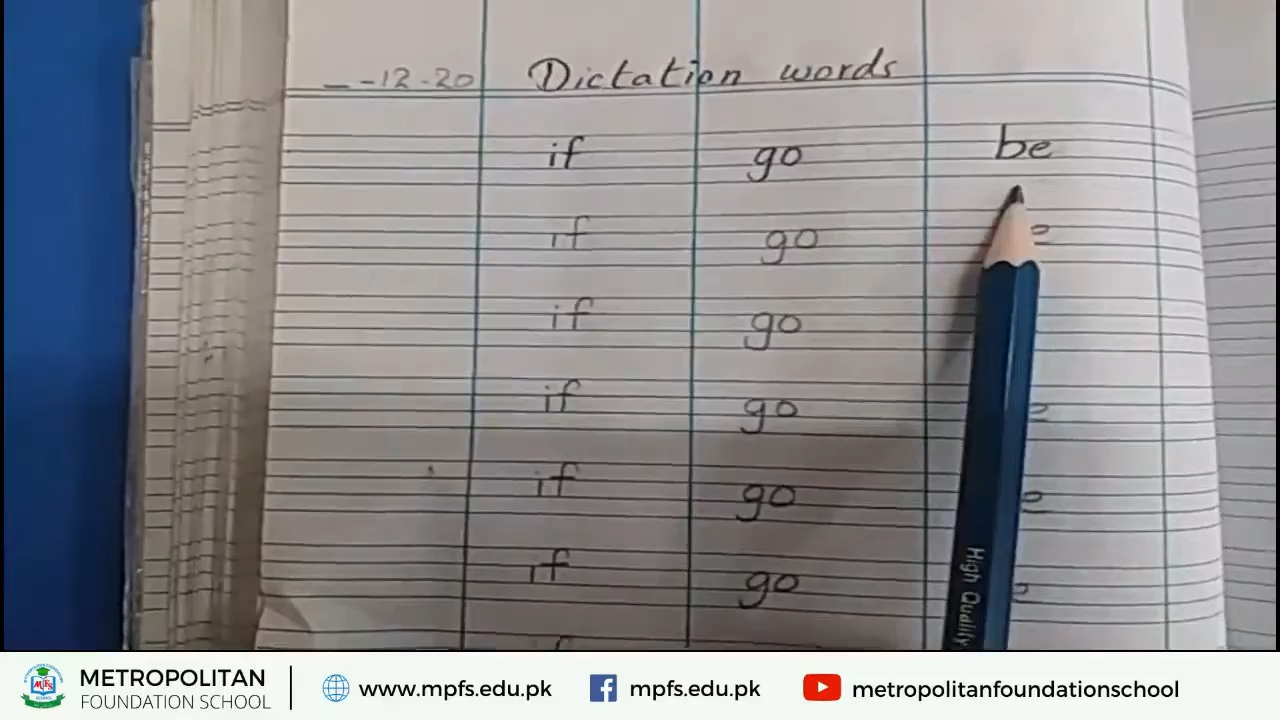 _-12-20 Dictation words
if go be
if go
if go
if go
if go
if go
High Quality
METROPOLITAN
FOUNDATION SCHOOL
www.mpfs.edu.pk mpfs.edu.pk metropolitanfoundationschool